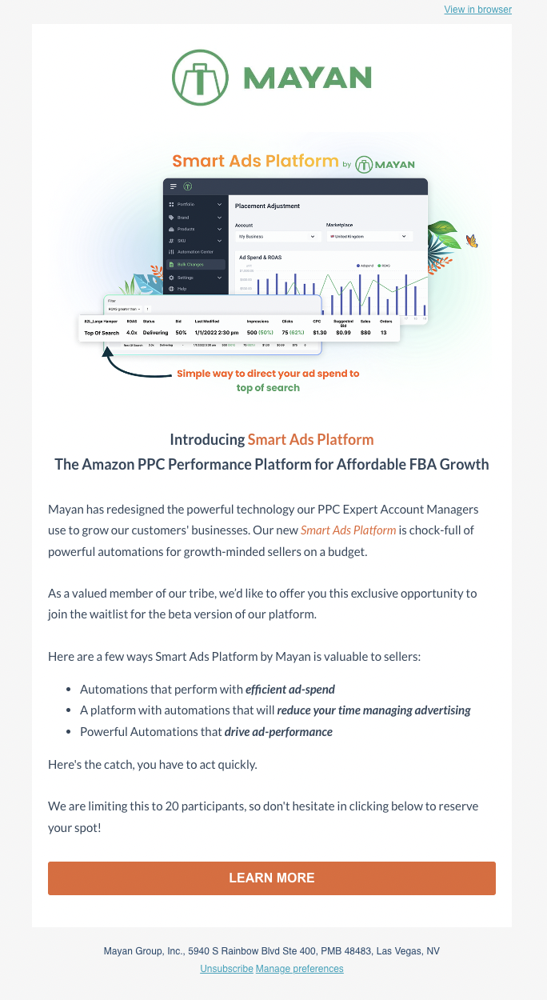 View in browser
MAYAN
Smart Ads Platform by MAYAN
Portfolio
Brand
Products
SKU
Automation Center
Bulk Changes
Settings
Help
Placement Adjustment
Account
Marketplace
My Business
United Kingdom
Ad Spend & ROAS
Adspend ROAS
$1,000.00
Filter
ROAS greater than
1
S2L_Large Hamper ROAS Status Bid Last Modified Impressions Clicks CPC Suggested Bid Sales Orders
Top Of Search 4.0x Delivering 50% 1/1/2022 2:30 pm 500 (50%) 75 (62%) $1.30 $0.99 $80 13
Simple way to direct your ad spend to
top of search
Introducing Smart Ads Platform
The Amazon PPC Performance Platform for Affordable FBA Growth
Mayan has redesigned the powerful technology our PPC Expert Account Managers
use to grow our customers' businesses. Our new Smart Ads Platform is chock-full of
powerful automations for growth-minded sellers on a budget.
As a valued member of our tribe, we’d like to offer you this exclusive opportunity to
join the waitlist for the beta version of our platform.
Here are a few ways Smart Ads Platform by Mayan is valuable to sellers:
• Automations that perform with efficient ad-spend
• A platform with automations that will reduce your time managing advertising
• Powerful Automations that drive ad-performance
Here's the catch, you have to act quickly.
We are limiting this to 20 participants, so don't hesitate in clicking below to reserve
your spot!
LEARN MORE
Mayan Group, Inc., 5940 S Rainbow Blvd Ste 400, PMB 48483, Las Vegas, NV
Unsubscribe Manage preferences